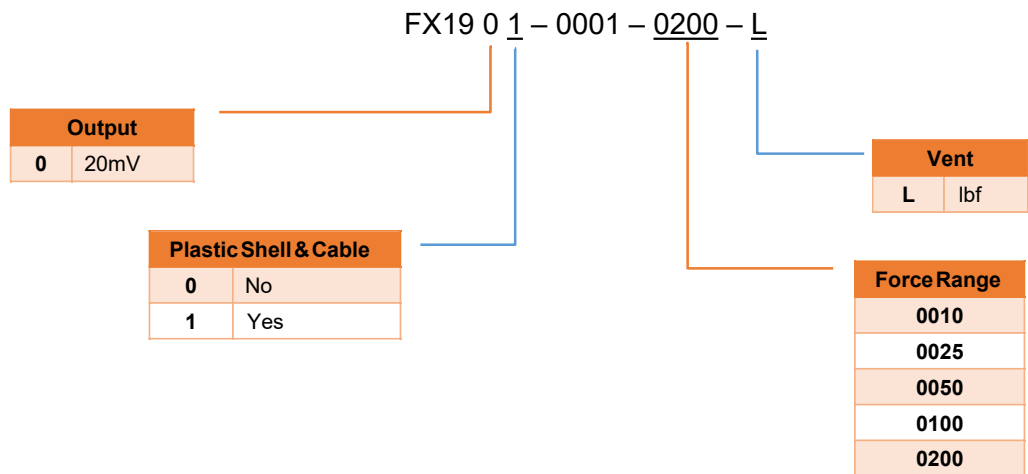 FX19 0 1 – 0001 – 0200 – L
Output
0 20mV
Vent
L lbf
Plastic Shell & Cable
0 No
1 Yes
Force Range
0010
0025
0050
0100
0200